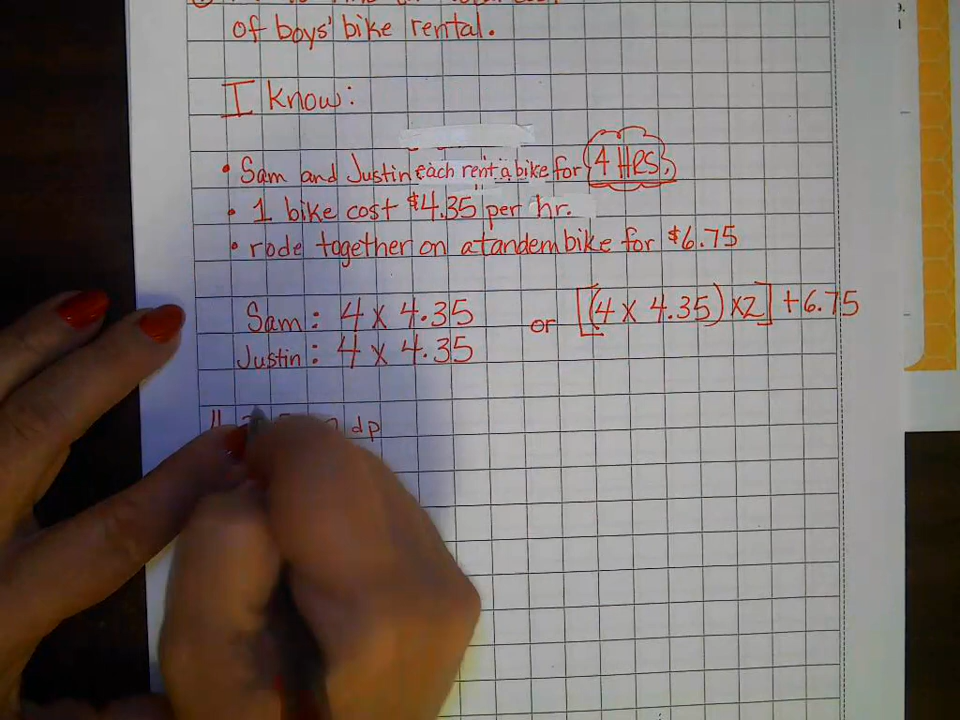 of boys' bike rental.
I know:
• Sam and Justin each rent a bike for 4 Hrs.
• 1 bike cost $4.35 per hr.
• rode together on a tandem bike for $6.75
Sam: 4 x 4.35 or [(4 x 4.35) x2] + 6.75
Justin: 4 x 4.35
dp